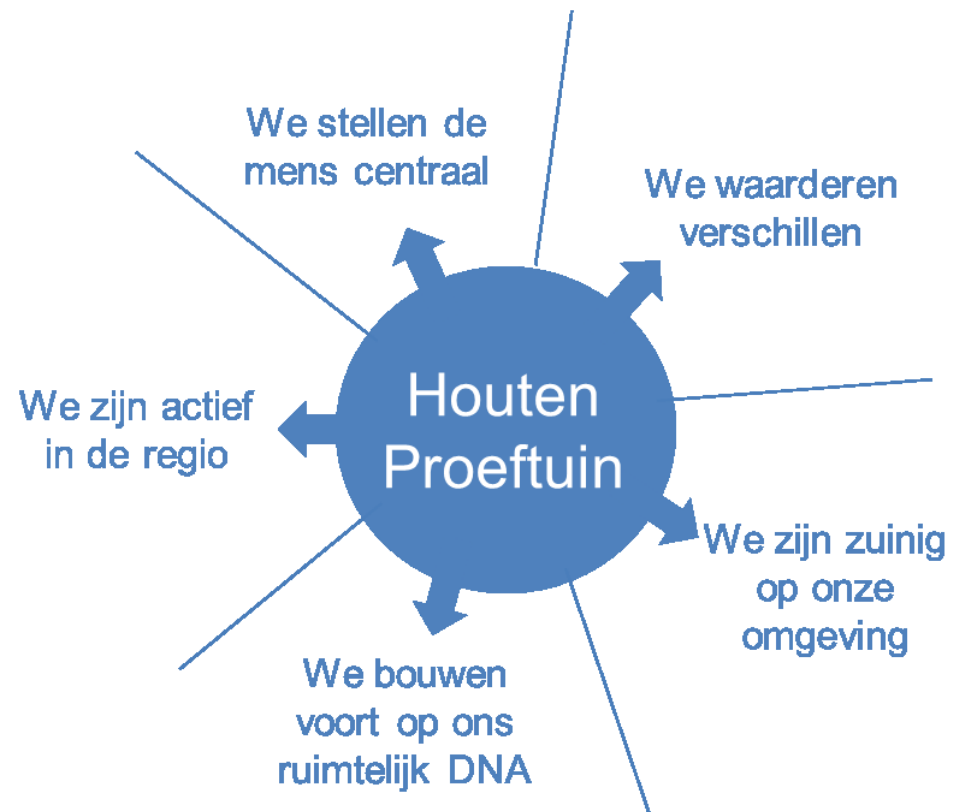 We stellen de
mens centraal
We waarderen
verschillen
We zijn actief
in de regio
Houten
Proeftuin
We zijn zuinig
op onze
omgeving
We bouwen
voort op ons
ruimtelijk DNA